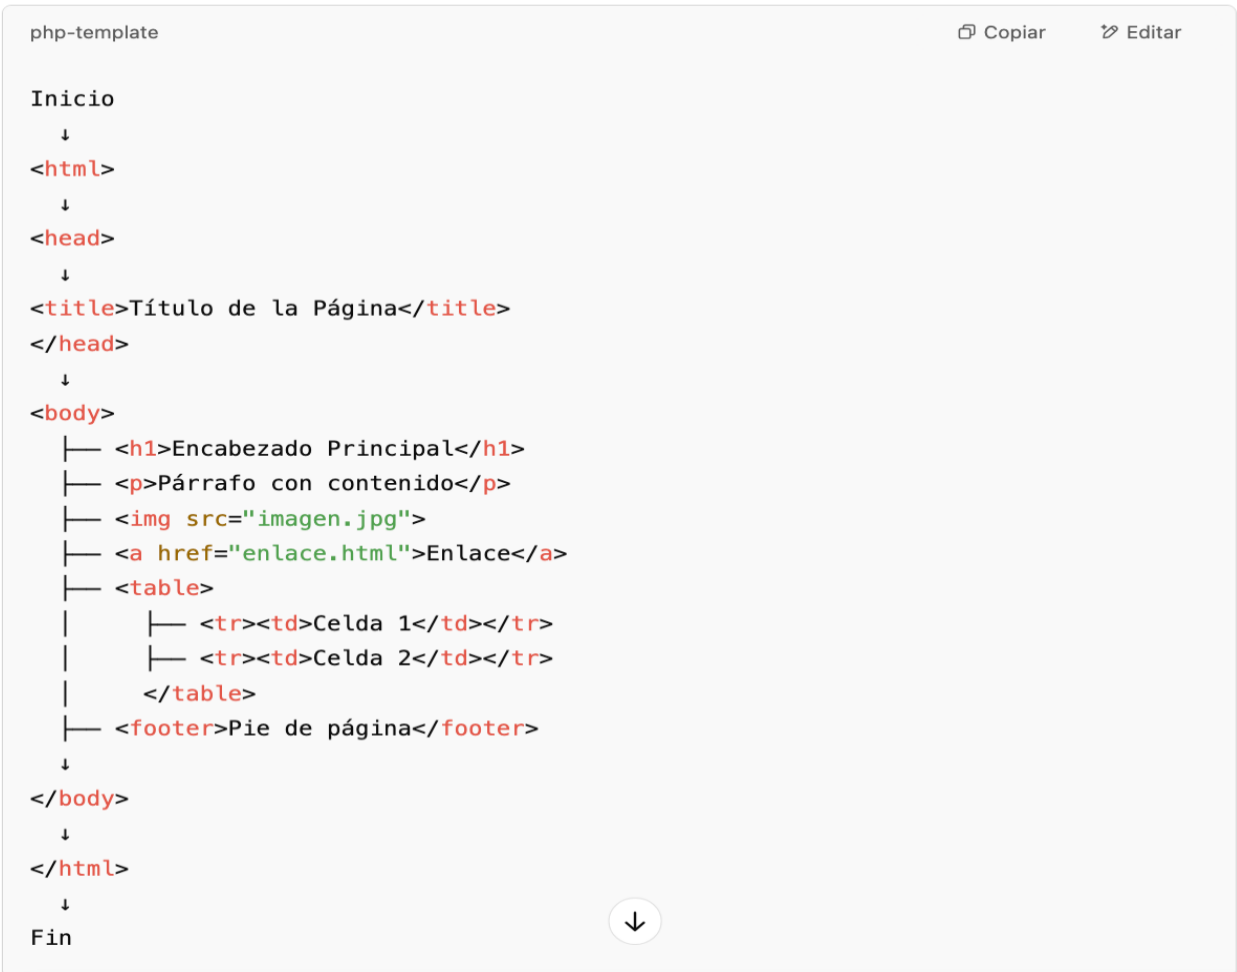 php-template
Copiar
Editar
Inicio
↓
<html>
↓
<head>
↓
<title>Título de la Página</title>
</head>
↓
<body>
├── <h1>Encabezado Principal</h1>
├── <p>Párrafo con contenido</p>
├── <img src="imagen.jpg">
├── <a href="enlace.html">Enlace</a>
├── <table>
│     ├── <tr><td>Celda 1</td></tr>
│     ├── <tr><td>Celda 2</td></tr>
│     </table>
├── <footer>Pie de página</footer>
↓
</body>
↓
</html>
↓
Fin